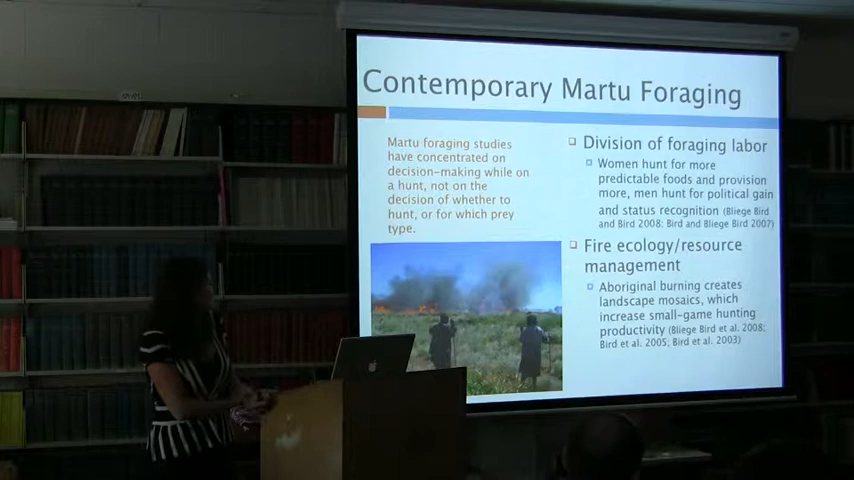 Contemporary Martu Foraging
Martu foraging studies
have concentrated on
decision-making while on
a hunt, not on the
decision of whether to
hunt, or for which prey
type.
Division of foraging labor
Women hunt for more
predictable foods and provision
more, men hunt for political gain
and status recognition (Bliege Bird
and Bird 2008; Bird and Bliege Bird 2007)
Fire ecology/resource
management
Aboriginal burning creates
landscape mosaics, which
increase small-game hunting
productivity (Bliege Bird et al. 2008;
Bird et al. 2005; Bird et al. 2003)